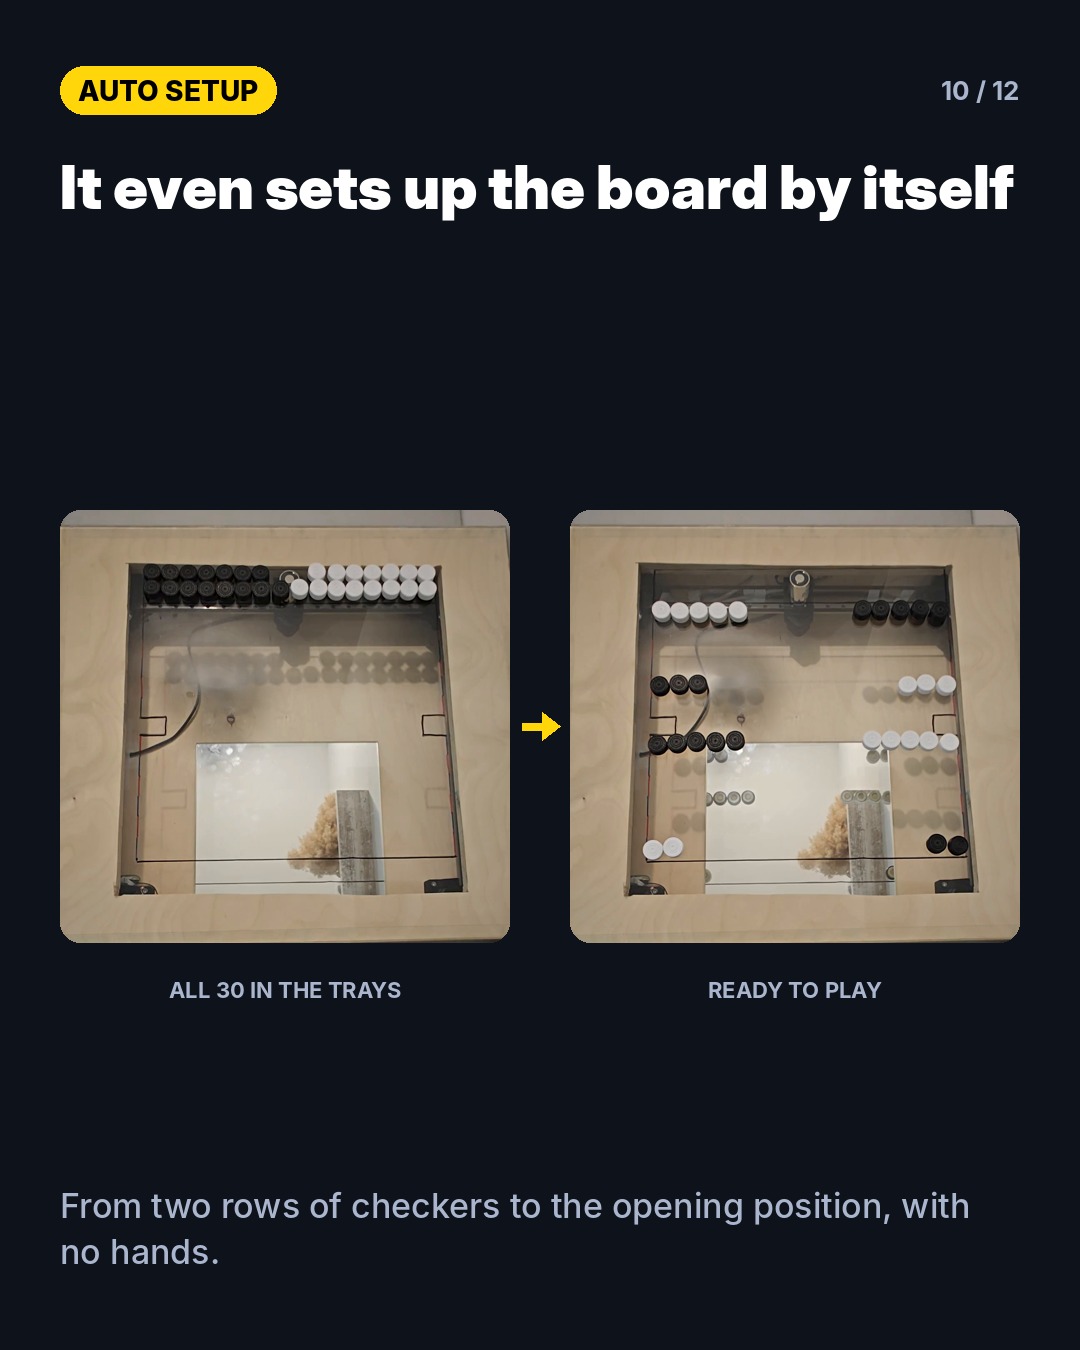 AUTO SETUP
10 / 12
It even sets up the board by itself
ALL 30 IN THE TRAYS
READY TO PLAY
From two rows of checkers to the opening position, with
no hands.